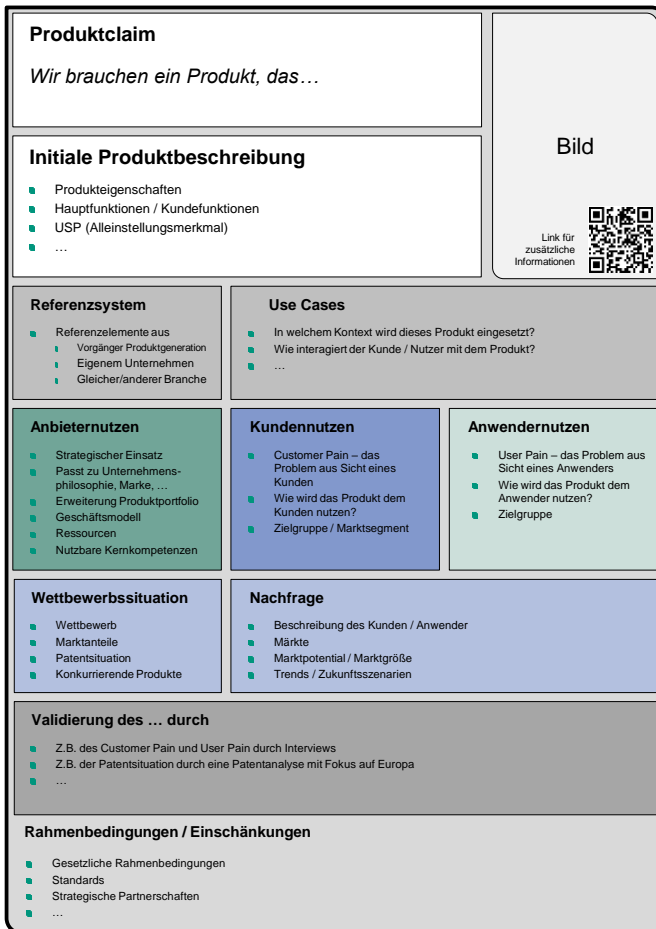 Produktclaim
Wir brauchen ein Produkt, das…
Bild
Link für
zusätzliche
Informationen
Initiale Produktbeschreibung
Produkteigenschaften
Hauptfunktionen / Kundefunktionen
USP (Alleinstellungsmerkmal)
…
Referenzsystem
Referenzelemente aus
Vorgänger Produktgeneration
Eigenem Unternehmen
Gleicher/anderer Branche
Use Cases
In welchem Kontext wird dieses Produkt eingesetzt?
Wie interagiert der Kunde / Nutzer mit dem Produkt?
…
Anbieternutzen
Strategischer Einsatz
Passt zu Unternehmens-
philosophie, Marke, …
Erweiterung Produktportfolio
Geschäftsmodell
Ressourcen
Nutzbare Kernkompetenzen
Kundennutzen
Customer Pain – das
Problem aus Sicht eines
Kunden
Wie wird das Produkt dem
Kunden nutzen?
Zielgruppe / Marktsegment
Anwendernutzen
User Pain – das Problem aus
Sicht eines Anwenders
Wie wird das Produkt dem
Anwender nutzen?
Zielgruppe
Wettbewerbssituation
Wettbewerb
Marktanteile
Patentsituation
Konkurrierende Produkte
Nachfrage
Beschreibung des Kunden / Anwender
Märkte
Marktpotential / Marktgröße
Trends / Zukunftsszenarien
Validierung des … durch
Z.B. des Customer Pain und User Pain durch Interviews
Z.B. der Patentsituation durch eine Patentanalyse mit Fokus auf Europa
…
Rahmenbedingungen / Einschänkungen
Gesetzliche Rahmenbedingungen
Standards
Strategische Partnerschaften
…